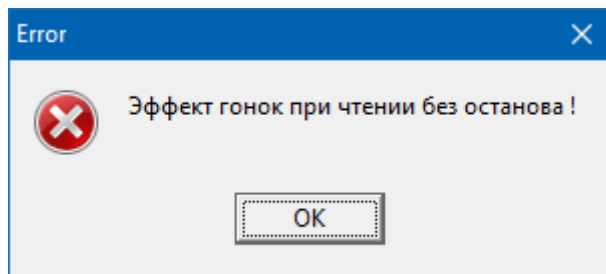 Error
Эффект гонок при чтении без останова !
OK